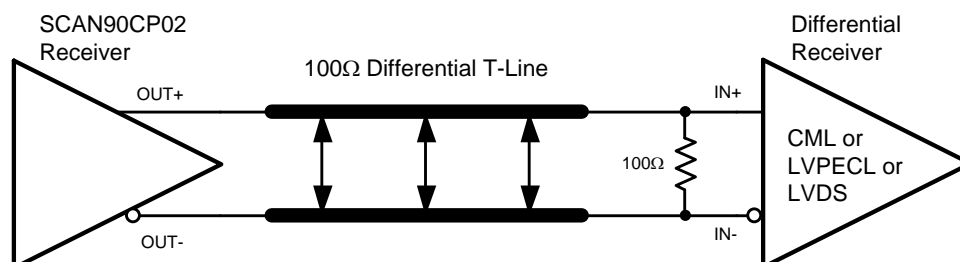 SCAN90CP02
Receiver
100Ω Differential T-Line
Differential
Receiver
OUT+
IN+
100Ω
CML or
LVPECL or
LVDS
OUT-
IN-